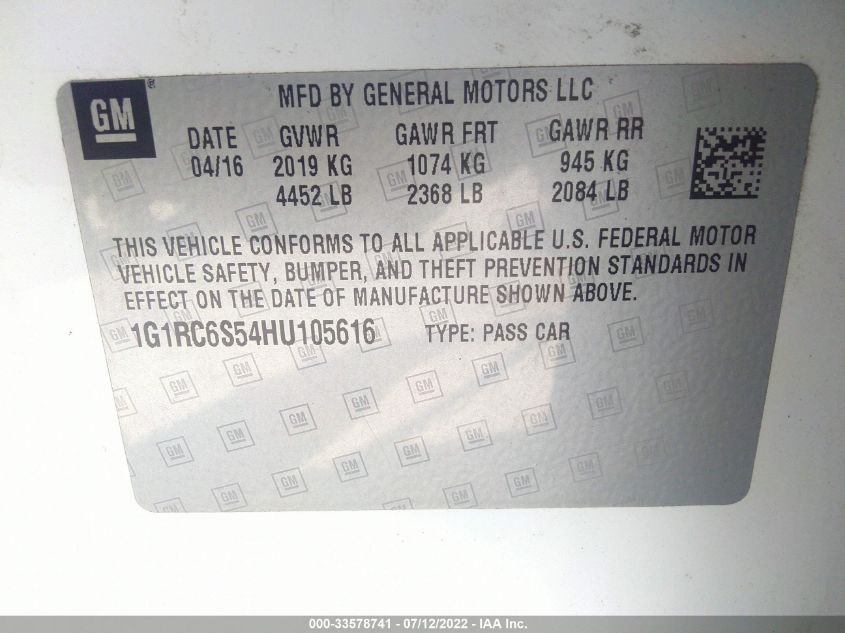 GM
MFD BY GENERAL MOTORS LLC
DATE GVWR GAWR FRT GAWR RR
04/16 2019 KG 1074 KG 945 KG
4452 LB 2368 LB 2084 LB
THIS VEHICLE CONFORMS TO ALL APPLICABLE U.S. FEDERAL MOTOR
VEHICLE SAFETY, BUMPER, AND THEFT PREVENTION STANDARDS IN
EFFECT ON THE DATE OF MANUFACTURE SHOWN ABOVE.
1G1RC6S54HU105616 TYPE: PASS CAR
000-33578741 - 07/12/2022 - IAA Inc.